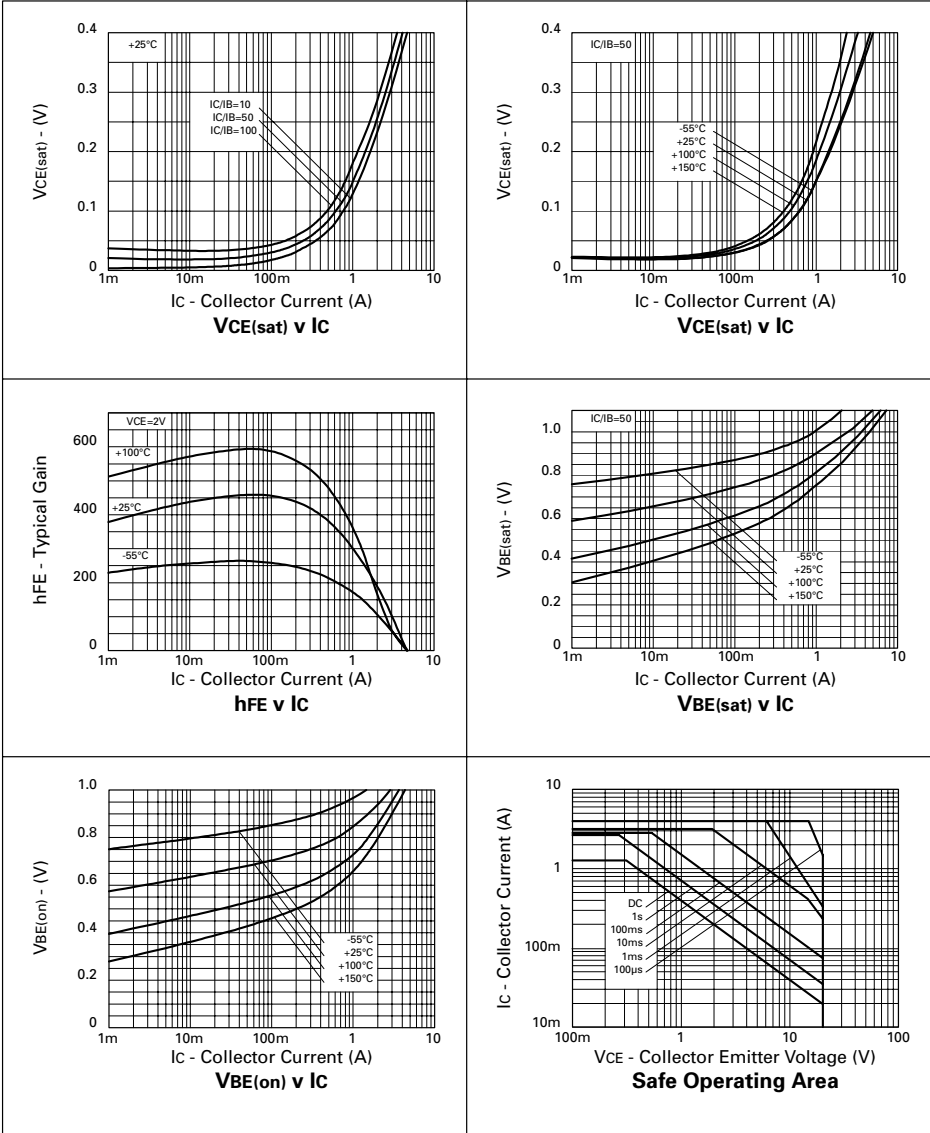 0.4
0.3
0.2
0.1
0
VCE(sat) - (V)
+25°C
IC/IB=10
IC/IB=50
IC/IB=100
1m 10m 100m 1 10
IC - Collector Current (A)
VCE(sat) v IC
0.4
0.3
0.2
0.1
0
VCE(sat) - (V)
IC/IB=50
-55°C
+25°C
+100°C
+150°C
1m 10m 100m 1 10
IC - Collector Current (A)
VCE(sat) v IC
600
400
200
0
hFE - Typical Gain
VCE=2V
+100°C
+25°C
-55°C
1m 10m 100m 1 10
IC - Collector Current (A)
hFE v IC
1.0
0.8
0.6
0.4
0.2
0
VBE(sat) - (V)
IC/IB=50
-55°C
+25°C
+100°C
+150°C
1m 10m 100m 1 10
IC - Collector Current (A)
VBE(sat) v IC
1.0
0.8
0.6
0.4
0.2
0
VBE(on) - (V)
-55°C
+25°C
+100°C
+150°C
1m 10m 100m 1 10
IC - Collector Current (A)
VBE(on) v IC
10
1
100m
10m
IC - Collector Current (A)
DC
1s
100ms
10ms
1ms
100µs
100m 1 10 100
VCE - Collector Emitter Voltage (V)
Safe Operating Area